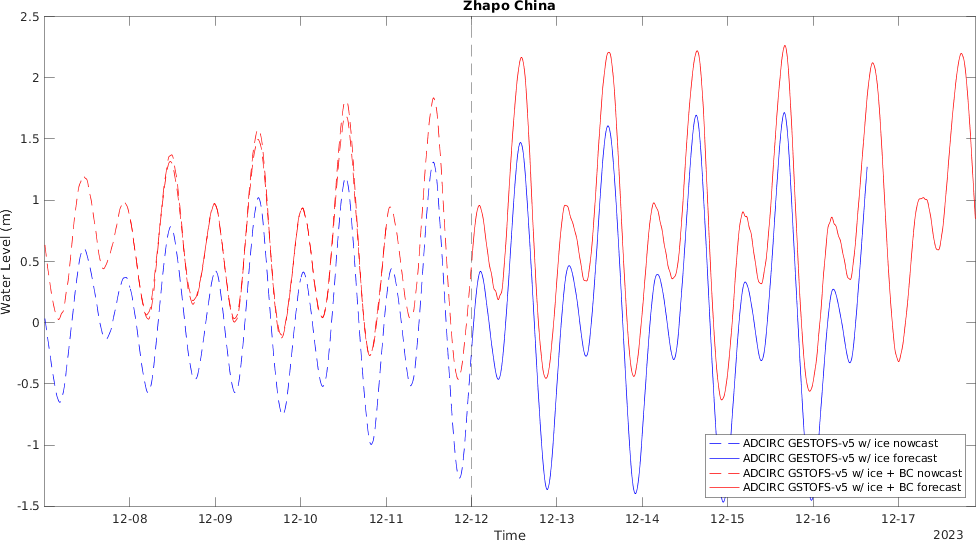 Zhapo China
2.5
2
1.5
1
0.5
0
-0.5
-1
-1.5
Water Level (m)
ADCIRC GESTOFS-v5 w/ ice nowcast
ADCIRC GESTOFS-v5 w/ ice forecast
ADCIRC GSTOFS-v5 w/ ice + BC nowcast
ADCIRC GSTOFS-v5 w/ ice + BC forecast
12-08 12-09 12-10 12-11 12-12 12-13 12-14 12-15 12-16 12-17
Time
2023